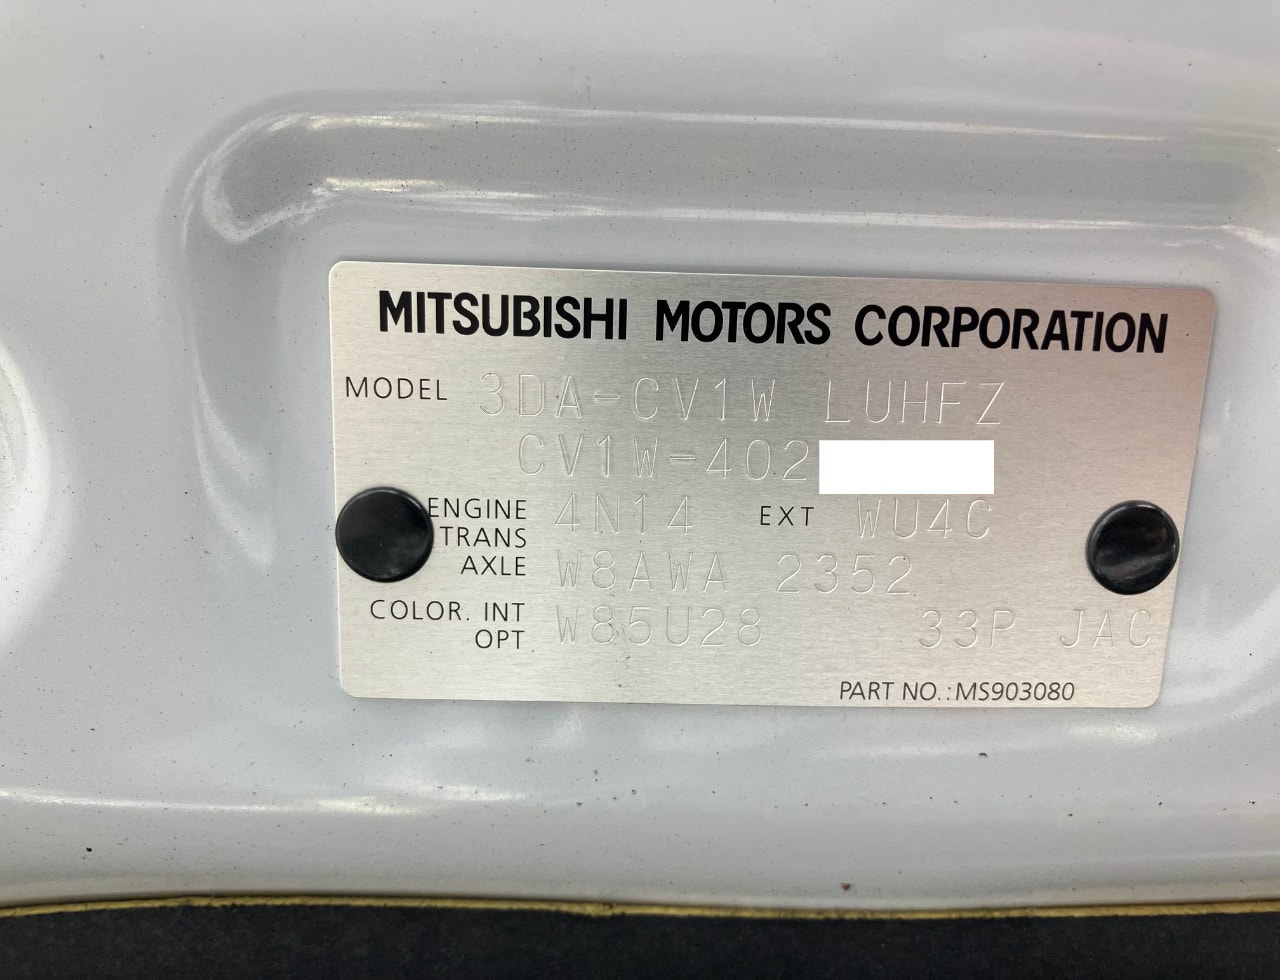 MITSUBISHI MOTORS CORPORATION
MODEL 3DA-CV1W LUHFZ
CV1W-402
ENGINE 4N14 EXT WU4C
TRANS
AXLE W8AWA 2352
COLOR. INT
OPT W85U28 33P JAC
PART NO.:MS903080